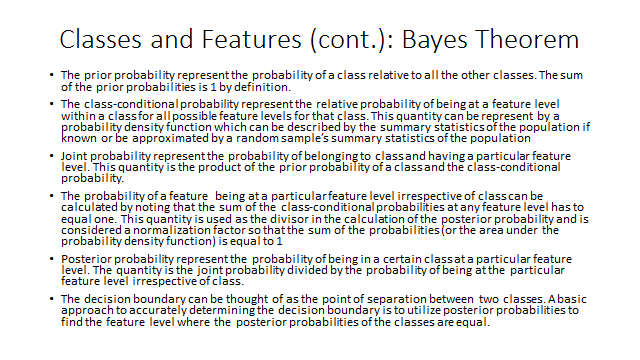 Classes and Features (cont.): Bayes Theorem
• The prior probability represent the probability of a class relative to all the other classes. The sum
of the prior probabilities is 1 by definition.
• The class-conditional probability represent the relative probability of being at a feature level
within a class for all possible feature levels for that class. This quantity can be represent by a
probability density function which can be described by the summary statistics of the population if
known or be approximated by a random sample's summary statistics of the population
• Joint probability represent the probability of belonging to class and having a particular feature
level. This quantity is the product of the prior probability of a class and the class-conditional
probability.
• The probability of a feature being at a particular feature level irrespective of class can be
calculated by noting that the sum of the class-conditional probabilities at any feature level has to
equal one. This quantity is used as the divisor in the calculation of the posterior probability and is
considered a normalization factor so that the sum of the probabilities (or the area under the
probability density function) is equal to 1
• Posterior probability represent the probability of being in a certain class at a particular feature
level. The quantity is the joint probability divided by the probability of being at the particular
feature level irrespective of class.
• The decision boundary can be thought of as the point of separation between two classes. A basic
approach to accurately determining the decision boundary is to utilize posterior probabilities to
find the feature level where the posterior probabilities of the classes are equal.